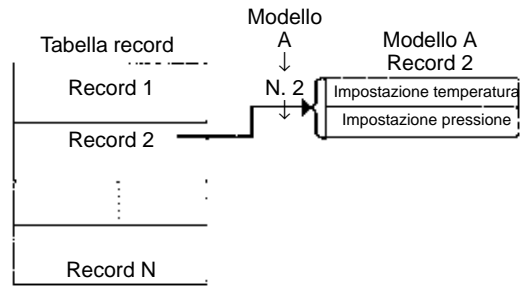 Tabella record
Record 1
Record 2
Record N
Modello
A
↓
N. 2
↓
Modello A
Record 2
Impostazione temperatura
Impostazione pressione